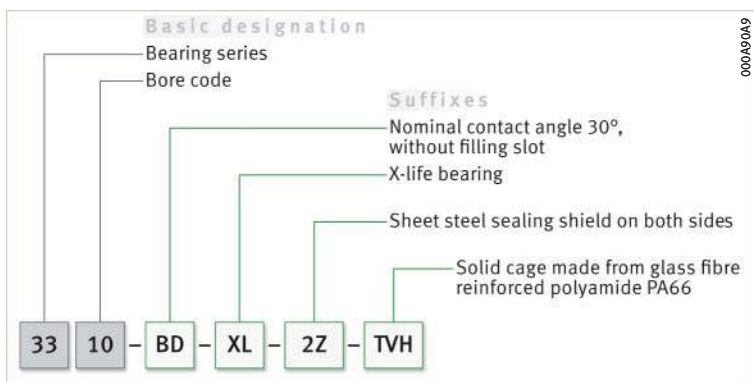 Basic designation
Bearing series
Bore code
Suffixes
Nominal contact angle 30°,
without filling slot
X-life bearing
Sheet steel sealing shield on both sides
Solid cage made from glass fibre
reinforced polyamide PA66
33 10 – BD – XL – 2Z – TVH
000A90A9